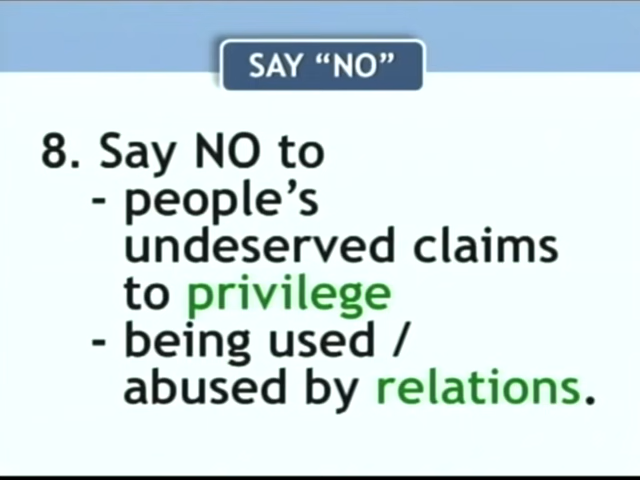 SAY “NO”
8. Say NO to
- people’s
undeserved claims
to privilege
- being used /
abused by relations.